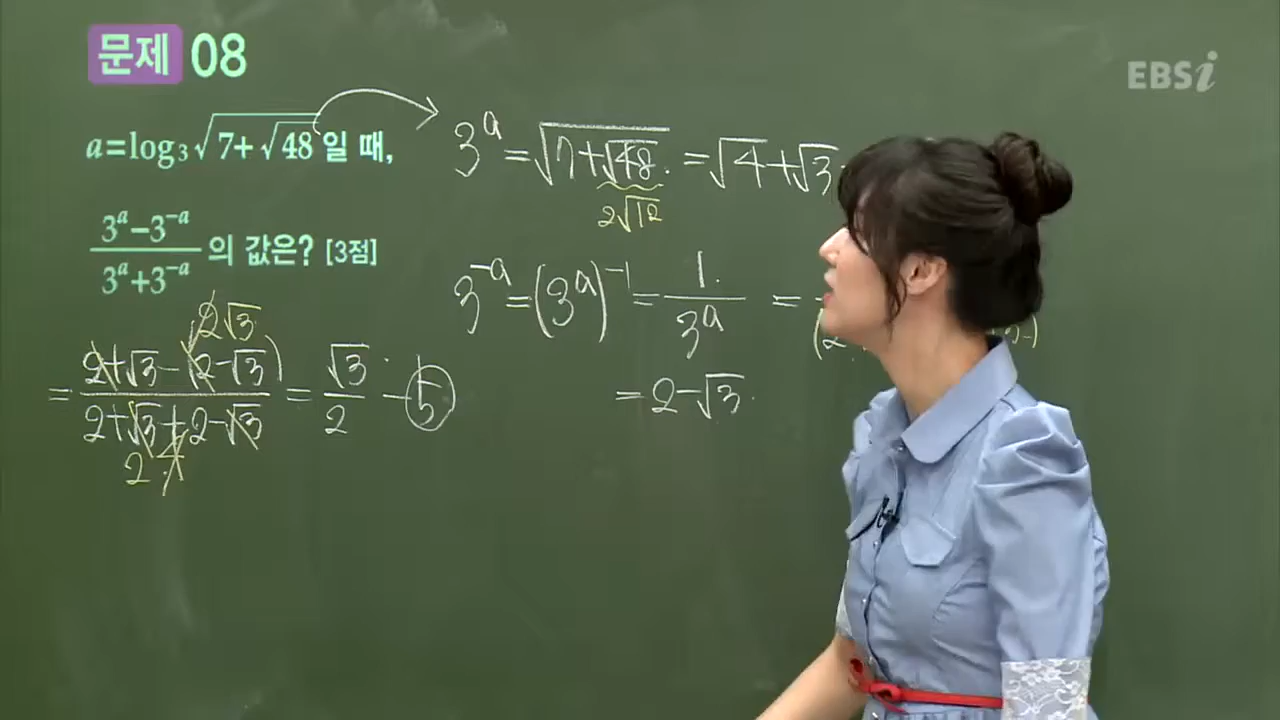 문제 08
EBSi
a=log₃√(7+√48) 일 때,
(3^a−3^−a)/(3^a+3^−a) 의 값은? [3점]
3^a=√(7+√48)=√4+√3
2√12
3^−a=(3^a)^−1=1/3^a=
=2−√3
2√3
=(2+√3−(2−√3))/(2+√3+2−√3)=√3/2 −⑤
2 4